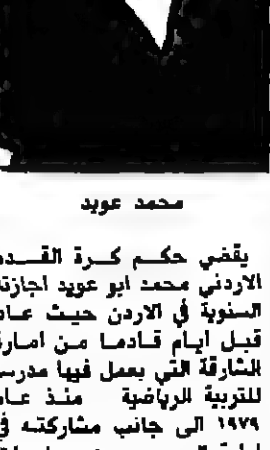 محمد عويد
يقضي حكم كرة القدم
الاردني محمد ابو عويد اجازته
السنوية في الاردن حيث عاد
قبل ايام قادما من امارة
الشارقة التي يعمل فيها مدرسا
للتربية الرياضية منذ عام
١٩٧٩ الى جانب مشاركته في